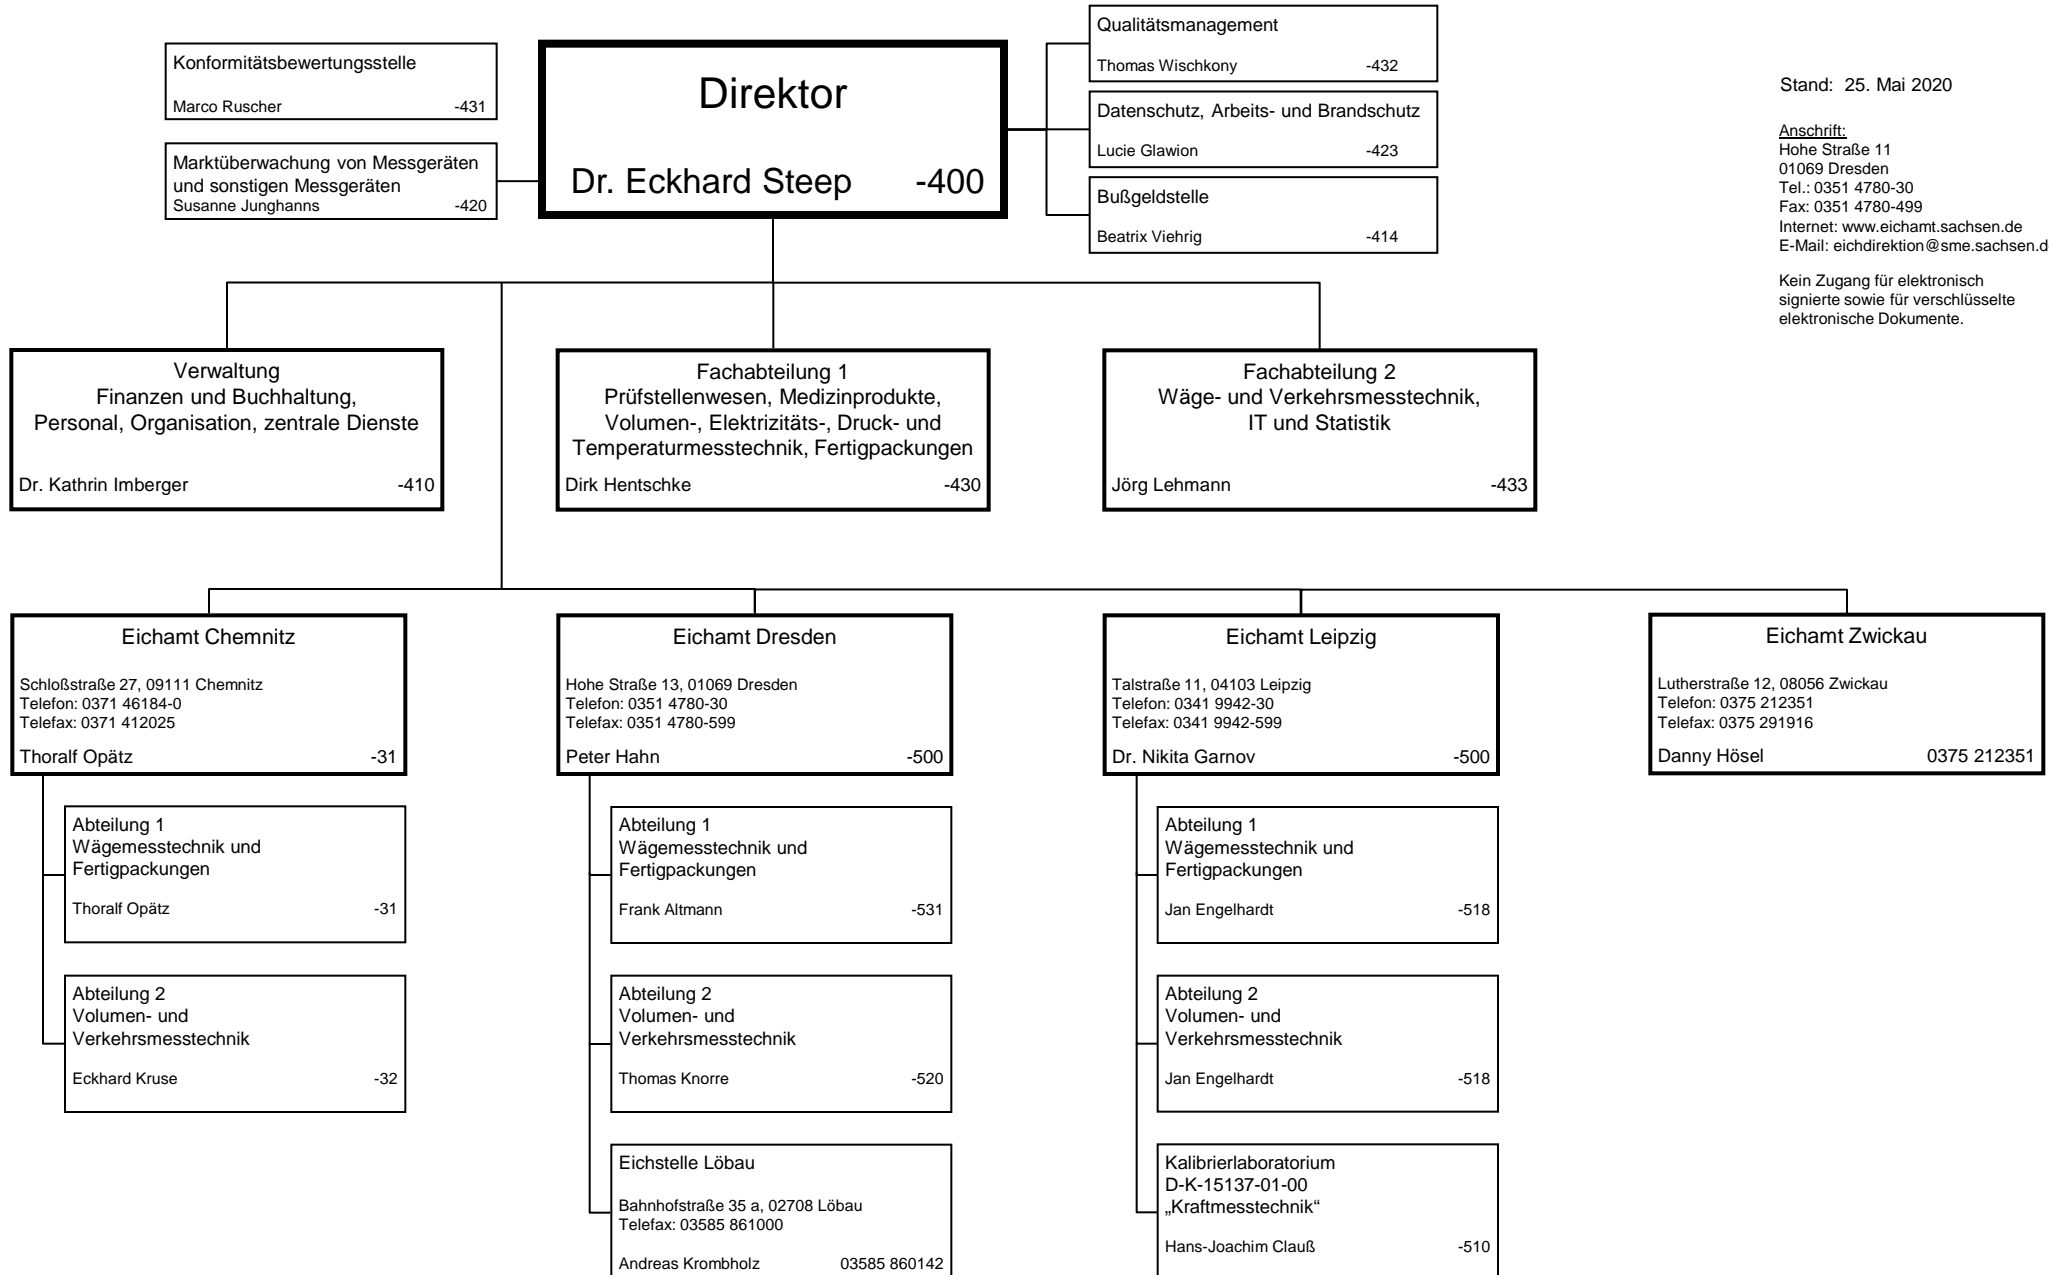 Konformitätsbewertungsstelle
Marco Ruscher -431
Marktüberwachung von Messgeräten
und sonstigen Messgeräten
Susanne Junghanns -420
Direktor
Dr. Eckhard Steep -400
Qualitätsmanagement
Thomas Wischkony -432
Datenschutz, Arbeits- und Brandschutz
Lucie Glawion -423
Bußgeldstelle
Beatrix Viehrig -414
Stand: 25. Mai 2020
Anschrift:
Hohe Straße 11
01069 Dresden
Tel.: 0351 4780-30
Fax: 0351 4780-499
Internet: www.eichamt.sachsen.de
E-Mail: eichdirektion@sme.sachsen.d
Kein Zugang für elektronisch
signierte sowie für verschlüsselte
elektronische Dokumente.
Verwaltung
Finanzen und Buchhaltung,
Personal, Organisation, zentrale Dienste
Dr. Kathrin Imberger -410
Fachabteilung 1
Prüfstellenwesen, Medizinprodukte,
Volumen-, Elektrizitäts-, Druck- und
Temperaturmesstechnik, Fertigpackungen
Dirk Hentschke -430
Fachabteilung 2
Wäge- und Verkehrsmesstechnik,
IT und Statistik
Jörg Lehmann -433
Eichamt Chemnitz
Schloßstraße 27, 09111 Chemnitz
Telefon: 0371 46184-0
Telefax: 0371 412025
Thoralf Opätz -31
Abteilung 1
Wägemesstechnik und
Fertigpackungen
Thoralf Opätz -31
Abteilung 2
Volumen- und
Verkehrsmesstechnik
Eckhard Kruse -32
Eichamt Dresden
Hohe Straße 13, 01069 Dresden
Telefon: 0351 4780-30
Telefax: 0351 4780-599
Peter Hahn -500
Abteilung 1
Wägemesstechnik und
Fertigpackungen
Frank Altmann -531
Abteilung 2
Volumen- und
Verkehrsmesstechnik
Thomas Knorre -520
Eichstelle Löbau
Bahnhofstraße 35 a, 02708 Löbau
Telefax: 03585 861000
Andreas Krombholz 03585 860142
Eichamt Leipzig
Talstraße 11, 04103 Leipzig
Telefon: 0341 9942-30
Telefax: 0341 9942-599
Dr. Nikita Garnov -500
Abteilung 1
Wägemesstechnik und
Fertigpackungen
Jan Engelhardt -518
Abteilung 2
Volumen- und
Verkehrsmesstechnik
Jan Engelhardt -518
Kalibrierlaboratorium
D-K-15137-01-00
„Kraftmesstechnik“
Hans-Joachim Clauß -510
Eichamt Zwickau
Lutherstraße 12, 08056 Zwickau
Telefon: 0375 212351
Telefax: 0375 291916
Danny Hösel 0375 212351